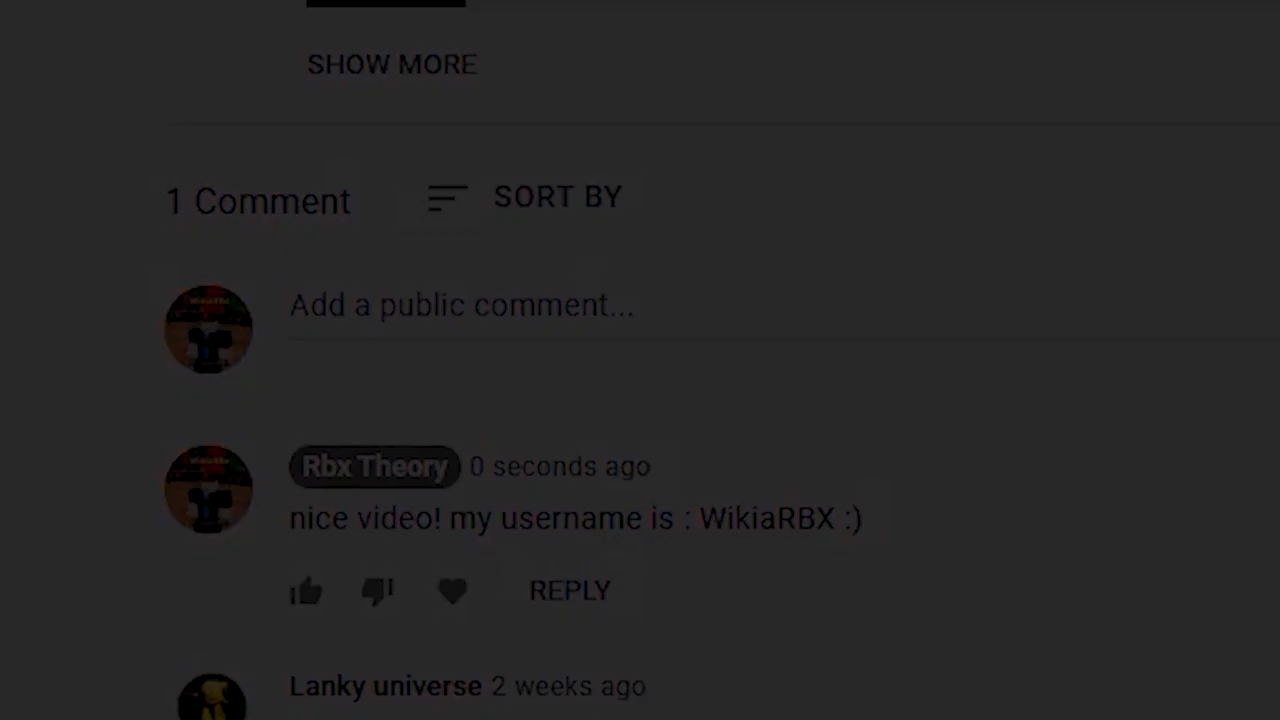 SHOW MORE
1 Comment
SORT BY
Add a public comment...
Rbx Theory 0 seconds ago
nice video! my username is : WikiaRBX :)
REPLY
Lanky universe 2 weeks ago